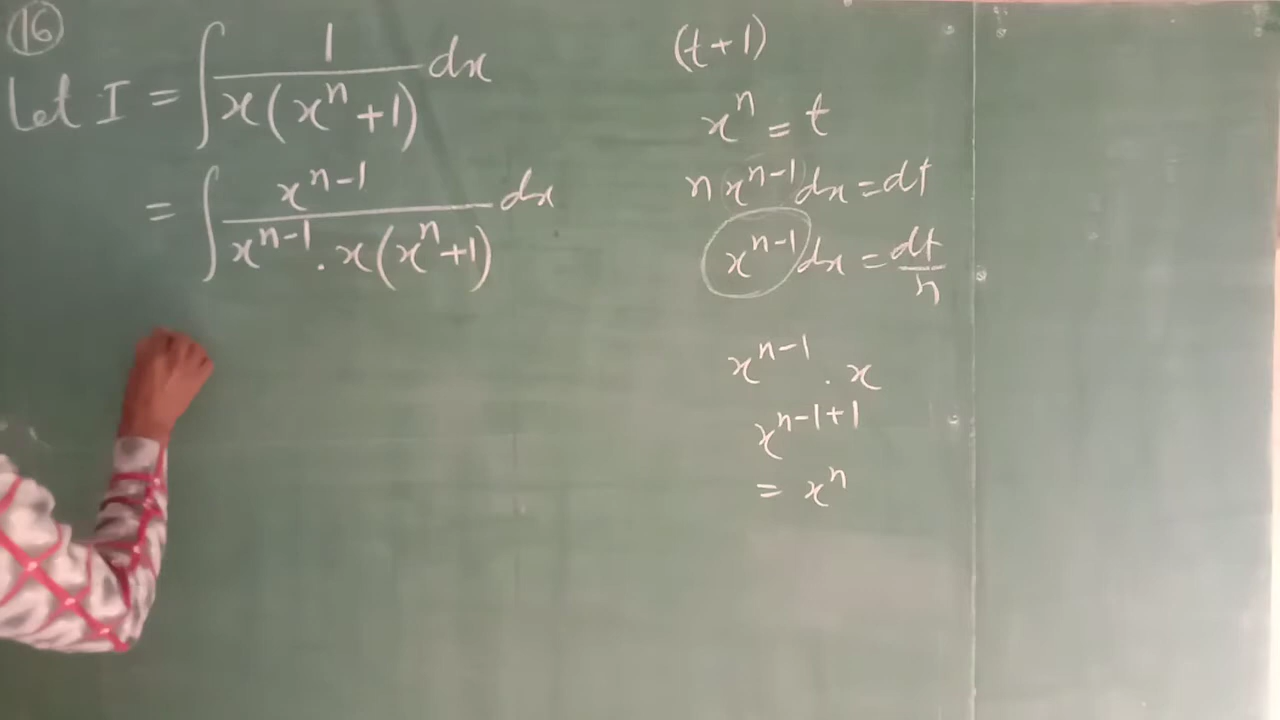 16
Let I = ∫ 1 / x(xⁿ+1) dx
= ∫ xⁿ⁻¹ / xⁿ⁻¹ . x(xⁿ+1) dx
(t+1)
xⁿ = t
n xⁿ⁻¹ dx = dt
xⁿ⁻¹ dx = dt/n
xⁿ⁻¹ . x
xⁿ⁻¹⁺¹
= xⁿ